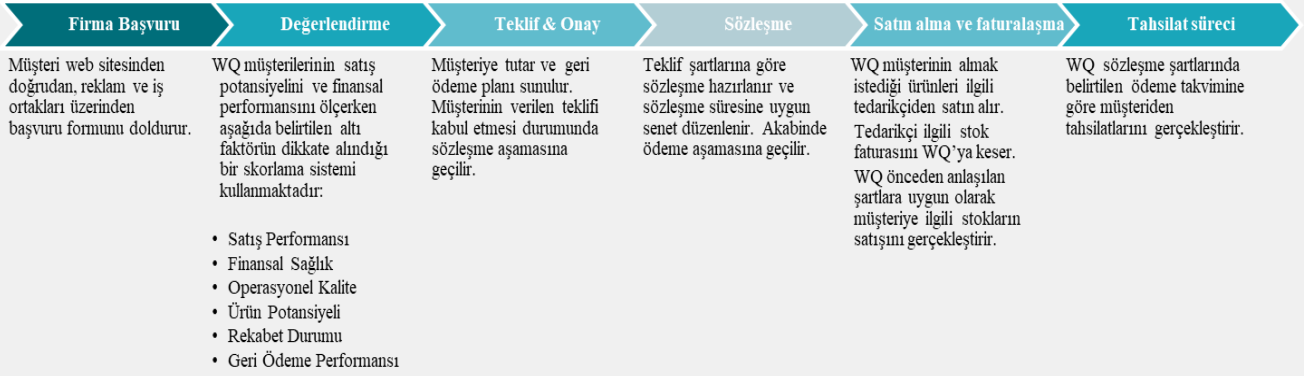 Firma Başvuru
Değerlendirme
Teklif & Onay
Sözleşme
Satın alma ve faturalaşma
Tahsilat süreci
Müşteri web sitesinden
doğrudan, reklam ve iş
ortakları üzerinden
başvuru formunu doldurur.
WQ müşterilerinin satış
potansiyelini ve finansal
performansını ölçerken
aşağıda belirtilen altı
faktörün dikkate alındığı
bir skorlama sistemi
kullanmaktadır:
• Satış Performansı
• Finansal Sağlık
• Operasyonel Kalite
• Ürün Potansiyeli
• Rekabet Durumu
• Geri Ödeme Performansı
Müşteriye tutar ve geri
ödeme planı sunulur.
Müşterinin verilen teklifi
kabul etmesi durumunda
sözleşme aşamasına
geçilir.
Teklif şartlarına göre
sözleşme hazırlanır ve
sözleşme süresine uygun
senet düzenlenir. Akabinde
ödeme aşamasına geçilir.
WQ müşterinin almak
istediği ürünleri ilgili
tedarikçiden satın alır.
Tedarikçi ilgili stok
faturasını WQ’ya keser.
WQ önceden anlaşılan
şartlara uygun olarak
müşteriye ilgili stokların
satışını gerçekleştirir.
WQ sözleşme şartlarında
belirtilen ödeme takvimine
göre müşteriden
tahsilatlarını gerçekleştirir.